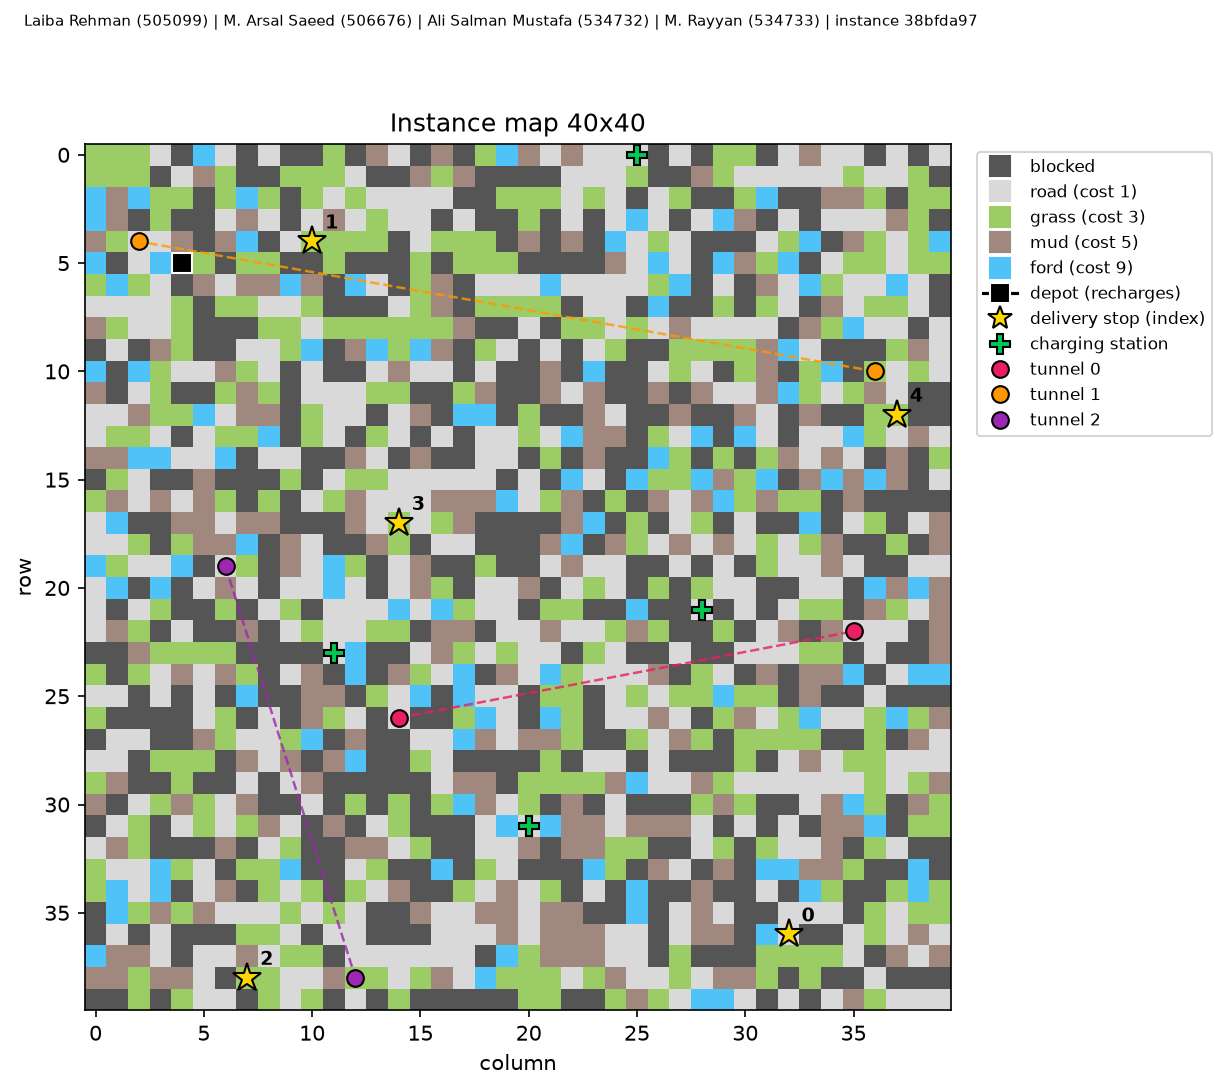 Laiba Rehman (505099) | M. Arsal Saeed (506676) | Ali Salman Mustafa (534732) | M. Rayyan (534733) | instance 38bfda97
Instance map 40x40
blocked
road (cost 1)
grass (cost 3)
mud (cost 5)
ford (cost 9)
depot (recharges)
delivery stop (index)
charging station
tunnel 0
tunnel 1
tunnel 2
0
5
10
15
20
25
30
35
row
1
4
3
0
2
0 5 10 15 20 25 30 35
column